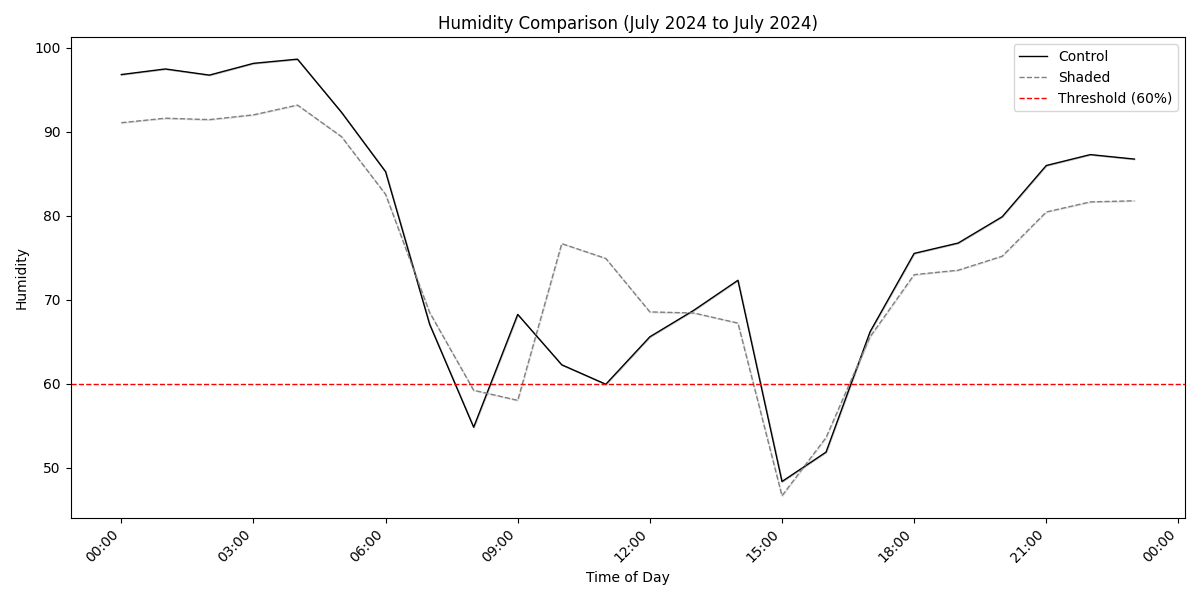 Humidity Comparison (July 2024 to July 2024)
Control
Shaded
Threshold (60%)
Humidity
100
90
80
70
60
50
00:00
03:00
06:00
09:00
12:00
15:00
18:00
21:00
00:00
Time of Day